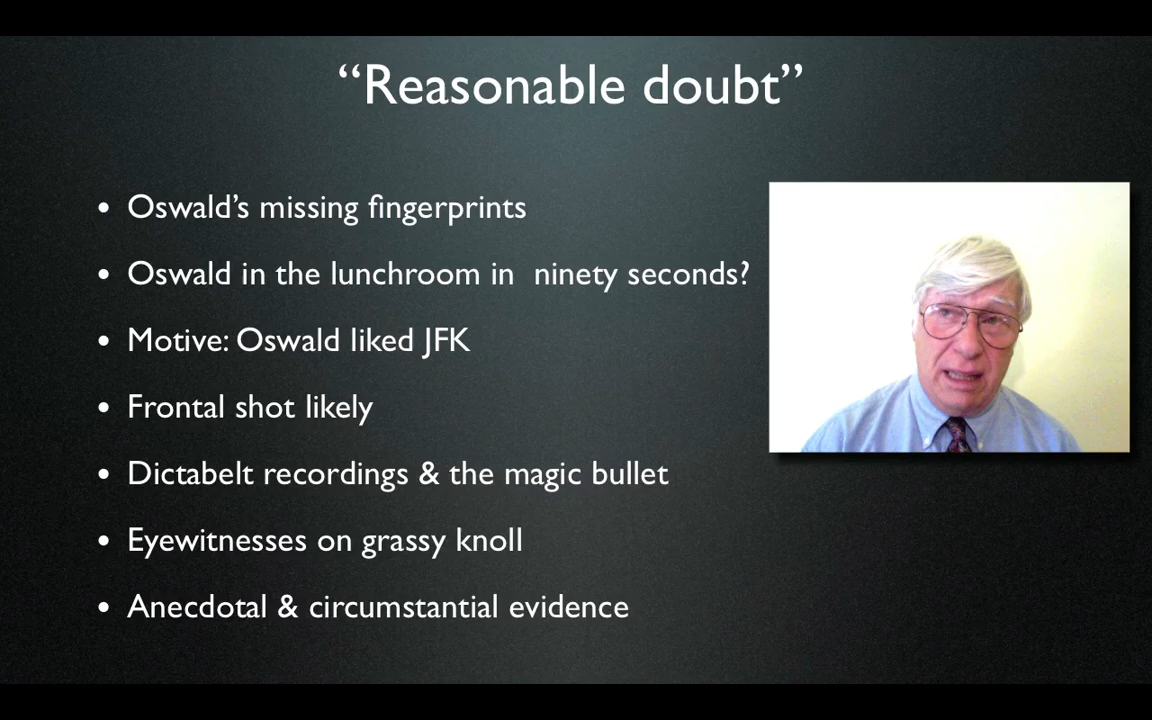 “Reasonable doubt”
• Oswald’s missing fingerprints
• Oswald in the lunchroom in  ninety seconds?
• Motive: Oswald liked JFK
• Frontal shot likely
• Dictabelt recordings & the magic bullet
• Eyewitnesses on grassy knoll
• Anecdotal & circumstantial evidence